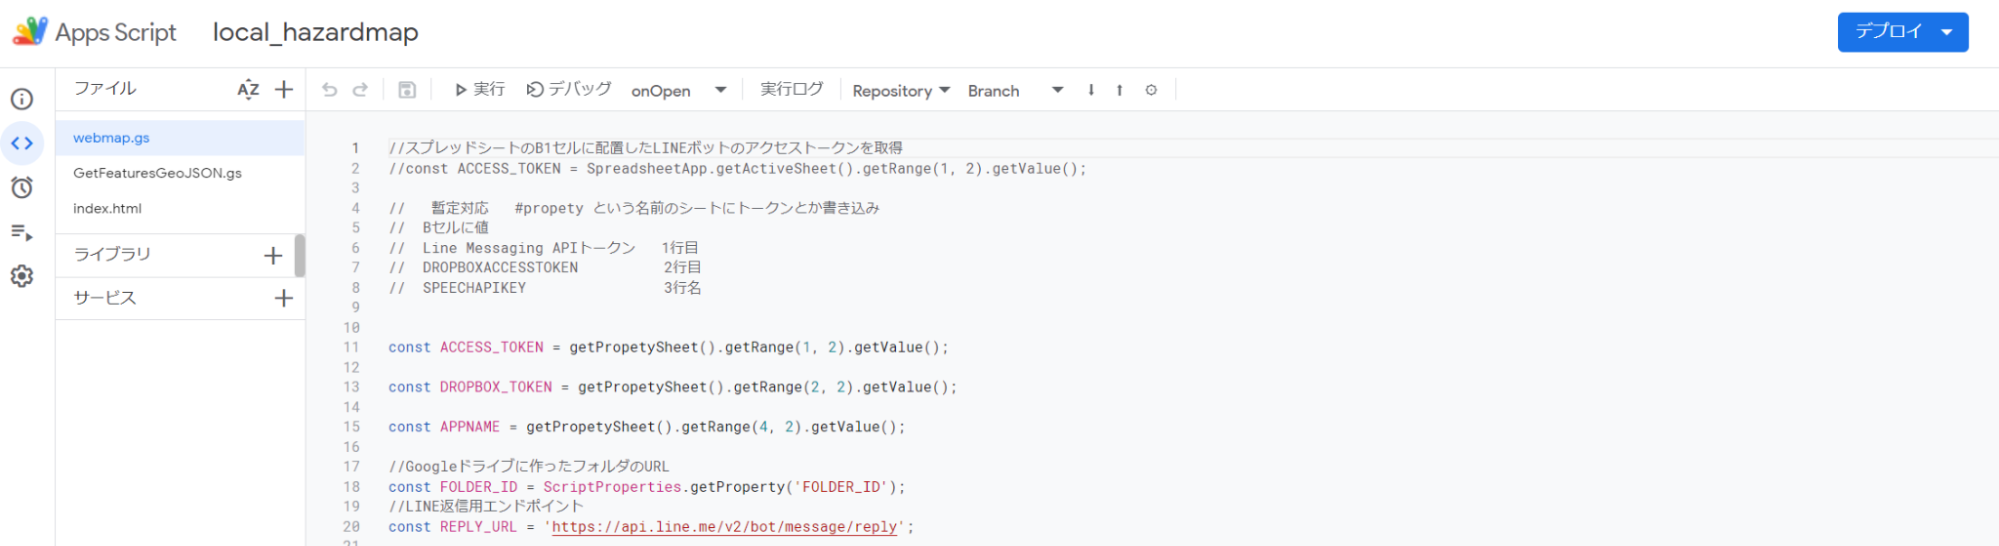 Apps Script local_hazardmap デプロイ
ファイル AZ 実行 デバッグ onOpen 実行ログ Repository Branch
webmap.gs
GetFeaturesGeoJSON.gs
index.html
ライブラリ
サービス
1 //スプレッドシートのB1セルに配置したLINEボットのアクセストークンを取得
2 //const ACCESS_TOKEN = SpreadsheetApp.getActiveSheet().getRange(1, 2).getValue();
3
4 // 暫定対応 #propety という名前のシートにトークンとか書き込み
5 // Bセルに値
6 // Line Messaging APIトークン 1行目
7 // DROPBOXACCESSTOKEN 2行目
8 // SPEECHAPIKEY 3行名
9
10
11 const ACCESS_TOKEN = getPropetySheet().getRange(1, 2).getValue();
12
13 const DROPBOX_TOKEN = getPropetySheet().getRange(2, 2).getValue();
14
15 const APPNAME = getPropetySheet().getRange(4, 2).getValue();
16
17 //Googleドライブに作ったフォルダのURL
18 const FOLDER_ID = ScriptProperties.getProperty('FOLDER_ID');
19 //LINE返信用エンドポイント
20 const REPLY_URL = 'https://api.line.me/v2/bot/message/reply';
21